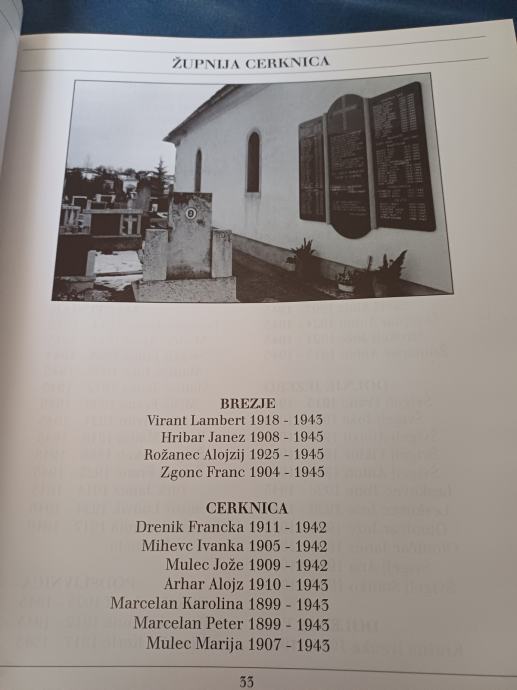 ŽUPNIJA CERKNICA
BREZJE
Virant Lambert 1918 - 1943
Hribar Janez 1908 - 1945
Rožanec Alojzij 1925 - 1945
Zgonc Franc 1904 - 1945
CERKNICA
Drenik Francka 1911 - 1942
Mihevc Ivanka 1905 - 1942
Mulec Jože 1909 - 1942
Arhar Alojz 1910 - 1943
Marcelan Karolina 1899 - 1943
Marcelan Peter 1899 - 1943
Mulec Marija 1907 - 1943
33